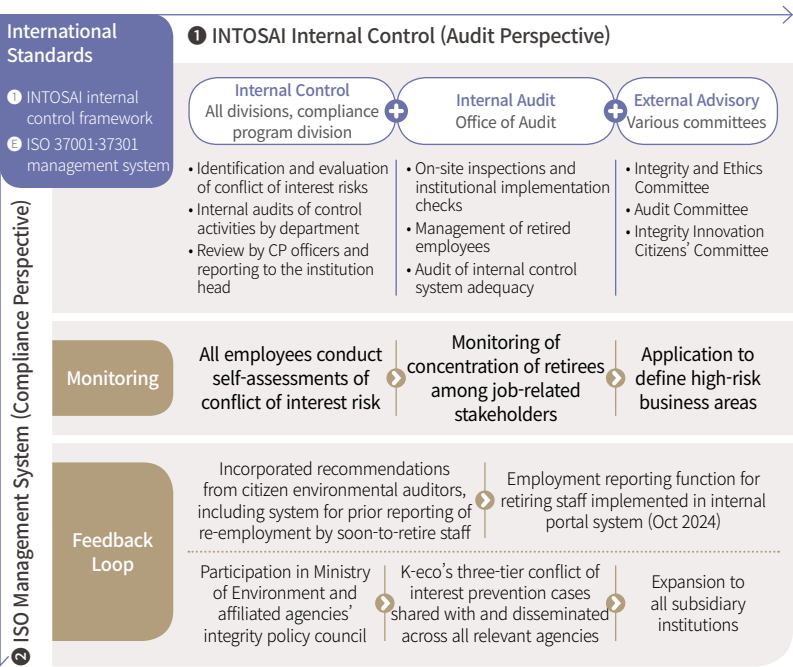 International
Standards
❶ INTOSAI internal
control framework
Ⓔ ISO 37001·37301
management system
❶ INTOSAI Internal Control (Audit Perspective)
Internal Control
All divisions, compliance
program division
Internal Audit
Office of Audit
External Advisory
Various committees
• Identification and evaluation
of conflict of interest risks
• Internal audits of control
activities by department
• Review by CP officers and
reporting to the institution
head
• On-site inspections and
institutional implementation
checks
• Management of retired
employees
• Audit of internal control
system adequacy
• Integrity and Ethics
Committee
• Audit Committee
• Integrity Innovation
Citizens’ Committee
❷ ISO Management System (Compliance Perspective)
Monitoring
All employees conduct
self-assessments of
conflict of interest risk
Monitoring of
concentration of retirees
among job-related
stakeholders
Application to
define high-risk
business areas
Feedback
Loop
Incorporated recommendations
from citizen environmental auditors,
including system for prior reporting of
re-employment by soon-to-retire staff
Employment reporting function for
retiring staff implemented in internal
portal system (Oct 2024)
Participation in Ministry
of Environment and
affiliated agencies’
integrity policy council
K-eco’s three-tier conflict of
interest prevention cases
shared with and disseminated
across all relevant agencies
Expansion to
all subsidiary
institutions